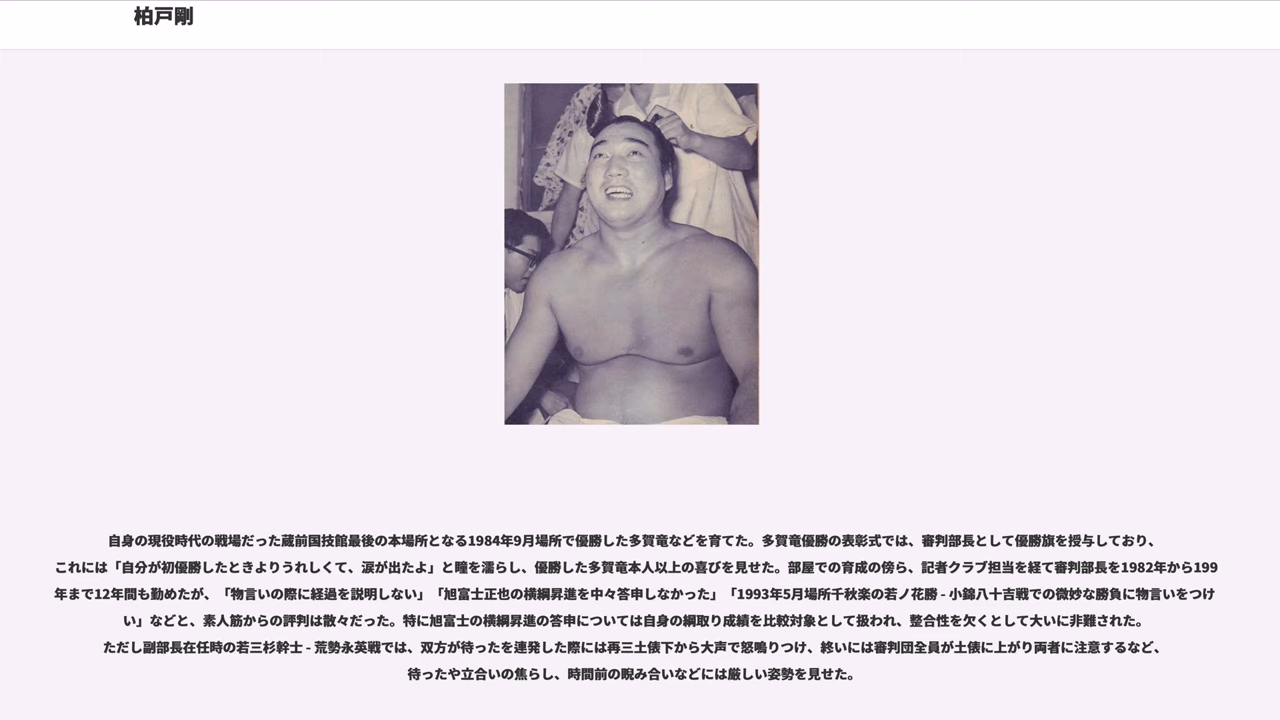 柏戸剛
自身の現役時代の戦場だった蔵前国技館最後の本場所となる1984年9月場所で優勝した多賀竜などを育てた。多賀竜優勝の表彰式では、審判部長として優勝旗を授与しており、
これには「自分が初優勝したときよりうれしくて、涙が出たよ」と瞳を濡らし、優勝した多賀竜本人以上の喜びを見せた。部屋での育成の傍ら、記者クラブ担当を経て審判部長を1982年から199
年まで12年間も勤めたが、「物言いの際に経過を説明しない」「旭富士正也の横綱昇進を中々答申しなかった」「1993年5月場所千秋楽の若ノ花勝 - 小錦八十吉戦での微妙な勝負に物言いをつけ
い」などと、素人筋からの評判は散々だった。特に旭富士の横綱昇進の答申については自身の綱取り成績を比較対象として扱われ、整合性を欠くとして大いに非難された。
ただし副部長在任時の若三杉幹士 - 荒勢永英戦では、双方が待ったを連発した際には再三土俵下から大声で怒鳴りつけ、終いには審判団全員が土俵に上がり両者に注意するなど、
待ったや立合いの焦らし、時間前の睨み合いなどには厳しい姿勢を見せた。